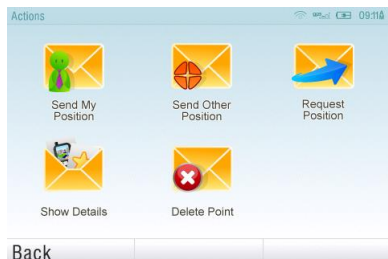 Actions
09:11
Send My
Position
Send Other
Position
Request
Position
Show Details
Delete Point
Back